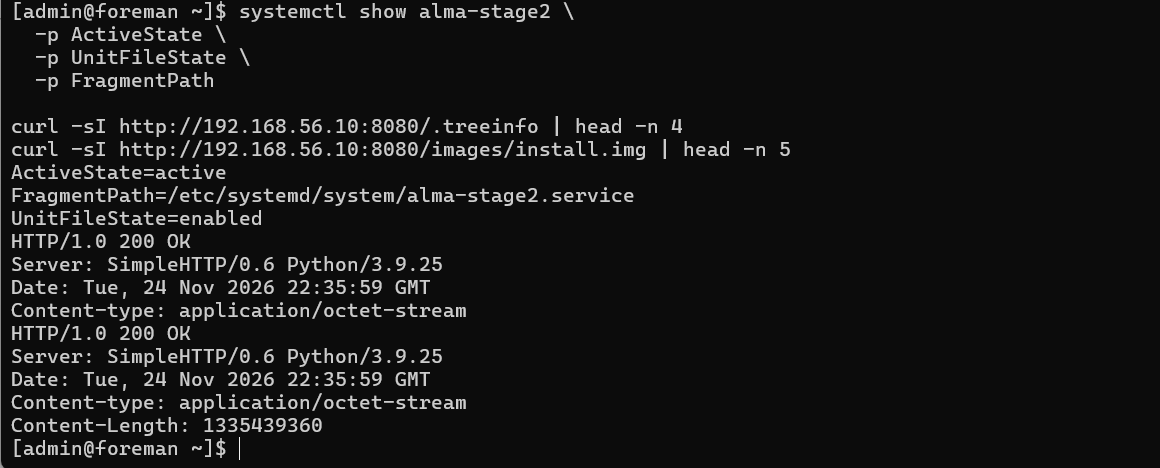 [admin@foreman ~]$ systemctl show alma-stage2 \
  -p ActiveState \
  -p UnitFileState \
  -p FragmentPath

curl -sI http://192.168.56.10:8080/.treeinfo | head -n 4
curl -sI http://192.168.56.10:8080/images/install.img | head -n 5
ActiveState=active
FragmentPath=/etc/systemd/system/alma-stage2.service
UnitFileState=enabled
HTTP/1.0 200 OK
Server: SimpleHTTP/0.6 Python/3.9.25
Date: Tue, 24 Nov 2026 22:35:59 GMT
Content-type: application/octet-stream
HTTP/1.0 200 OK
Server: SimpleHTTP/0.6 Python/3.9.25
Date: Tue, 24 Nov 2026 22:35:59 GMT
Content-type: application/octet-stream
Content-Length: 1335439360
[admin@foreman ~]$